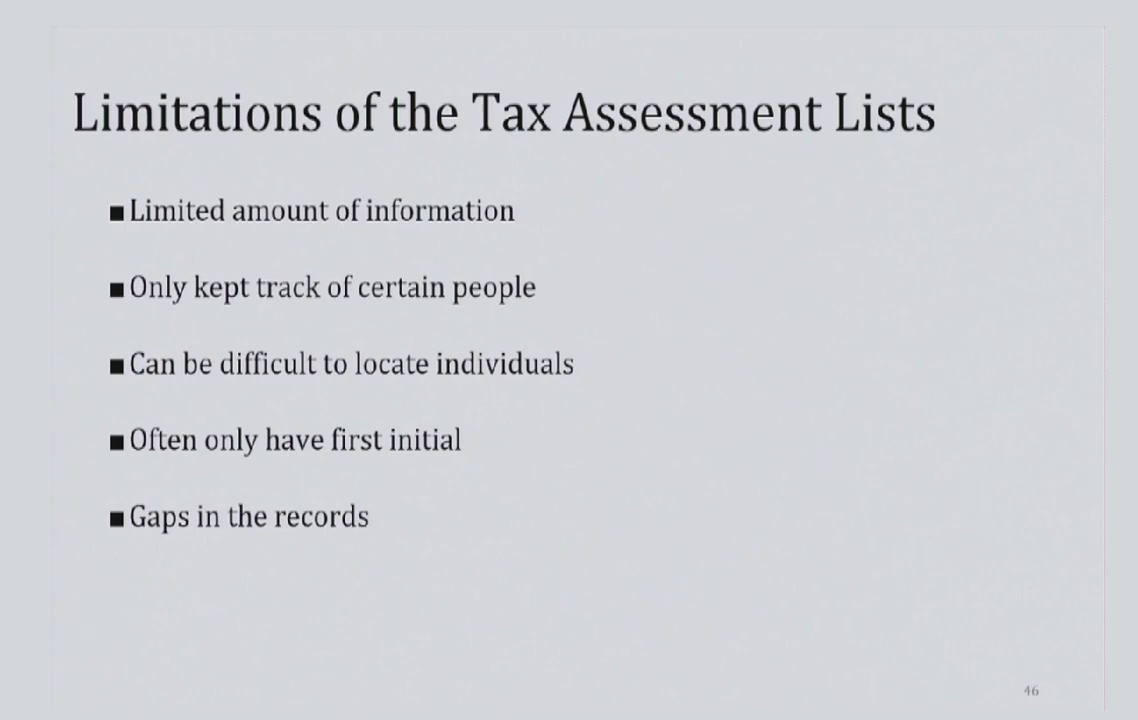 Limitations of the Tax Assessment Lists
■ Limited amount of information
■ Only kept track of certain people
■ Can be difficult to locate individuals
■ Often only have first initial
■ Gaps in the records
46